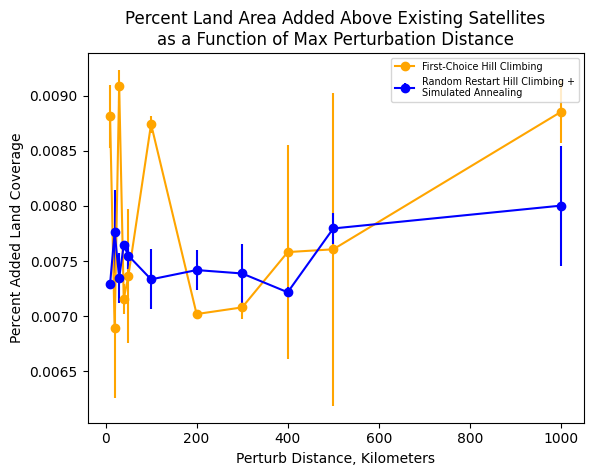 Percent Land Area Added Above Existing Satellites
as a Function of Max Perturbation Distance
First-Choice Hill Climbing
Random Restart Hill Climbing +
Simulated Annealing
Percent Added Land Coverage
0.0090
0.0085
0.0080
0.0075
0.0070
0.0065
0
200
400
600
800
1000
Perturb Distance, Kilometers